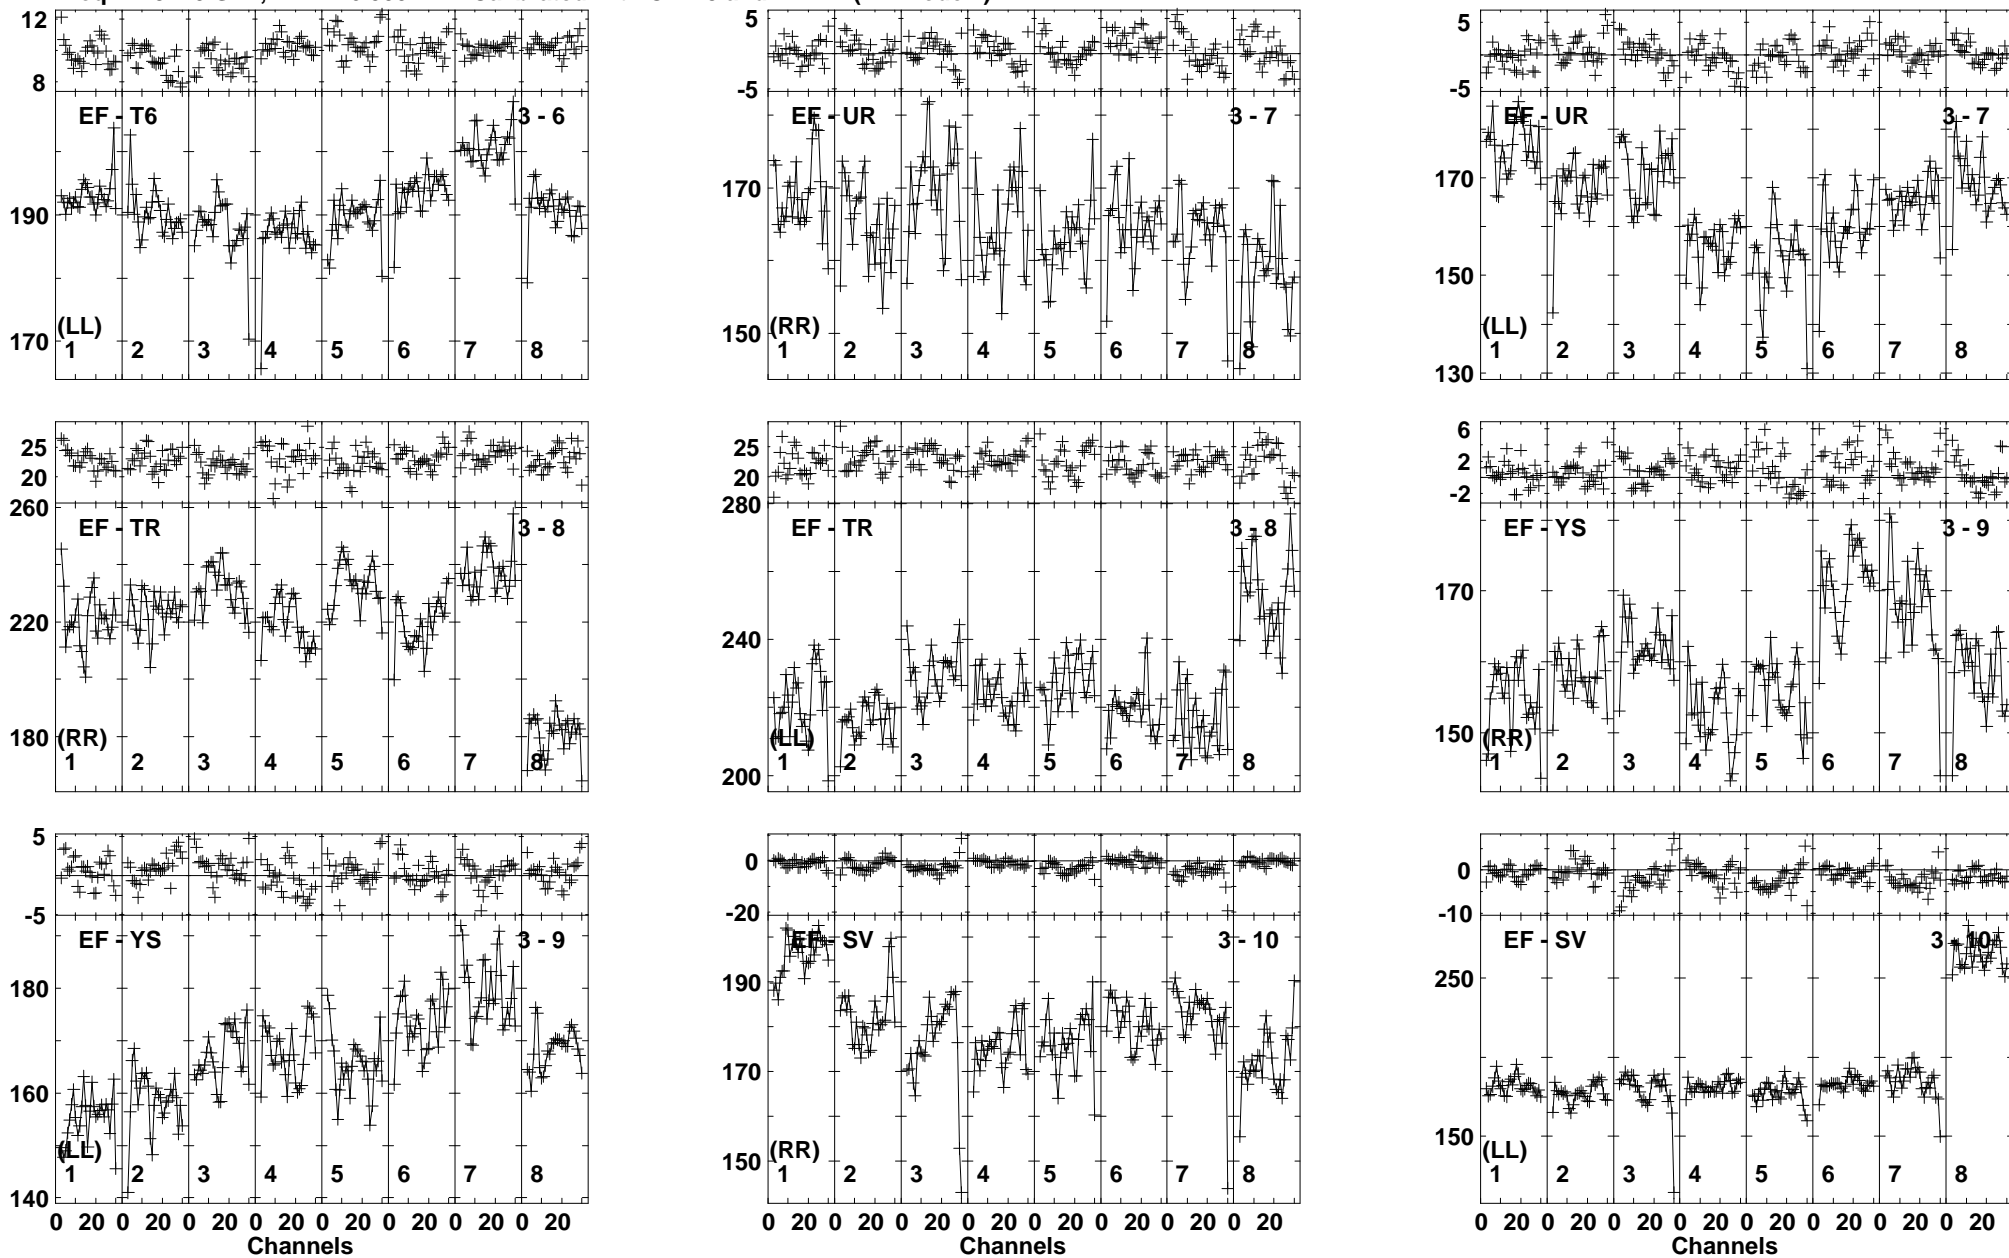 12
8
EF - T6
3 - 6
190
170
(LL)
1 2 3 4 5 6 7 8
5
-5
EF - UR
3 - 7
170
150
(RR)
1 2 3 4 5 6 7 8
5
-5
EF - UR
3 - 7
170
150
130
(LL)
1 2 3 4 5 6 7 8
25
20
260
EF - TR
3 - 8
220
180
(RR)
1 2 3 4 5 6 7 8
25
20
280
EF - TR
3 - 8
240
200
(LL)
1 2 3 4 5 6 7 8
6
2
-2
EF - YS
3 - 9
170
150
(RR)
1 2 3 4 5 6 7 8
5
-5
EF - YS
3 - 9
180
160
140
(LL)
1 2 3 4 5 6 7 8
0 20 0 20 0 20 0 20 0 20 0 20 0 20 0 20
Channels
0
-20
EF - SV
3 - 10
190
170
150
(RR)
1 2 3 4 5 6 7 8
0 20 0 20 0 20 0 20 0 20 0 20 0 20 0 20
Channels
0
-10
EF - SV
3 - 10
250
150
(LL)
1 2 3 4 5 6 7 8
0 20 0 20 0 20 0 20 0 20 0 20 0 20 0 20
Channels